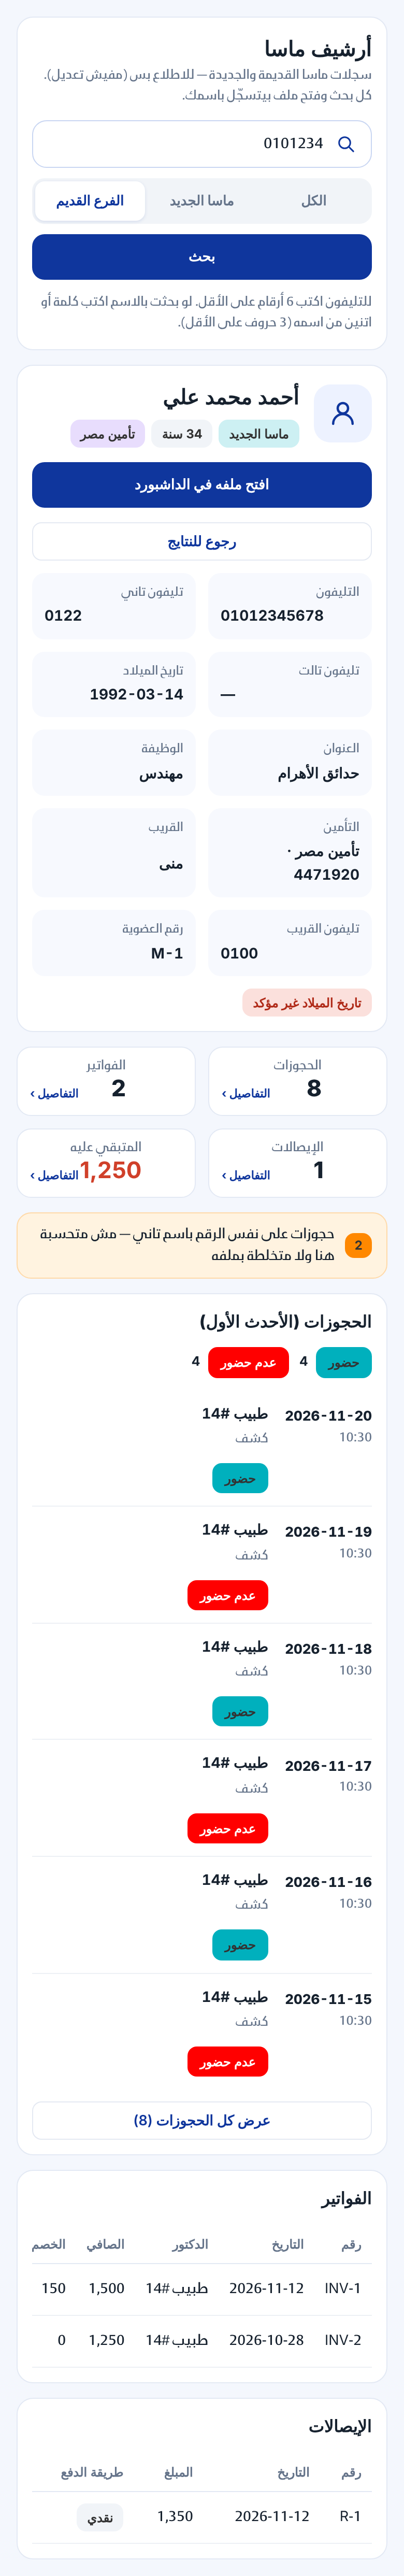 أرشيف ماسا
سجلات ماسا القديمة والجديدة — للاطلاع بس (مفيش تعديل).
كل بحث وفتح ملف بيتسجّل باسمك.
0101234
الكل
ماسا الجديد
الفرع القديم
بحث
للتليفون اكتب 6 أرقام على الأقل. لو بحثت بالاسم اكتب كلمة أو
اتنين من اسمه (3 حروف على الأقل).
أحمد محمد علي
ماسا الجديد
34 سنة
تأمين مصر
افتح ملفه في الداشبورد
رجوع للنتايج
التليفون
01012345678
تليفون تاني
0122
تليفون تالت
—
تاريخ الميلاد
1992-03-14
العنوان
حدائق الأهرام
الوظيفة
مهندس
التأمين
تأمين مصر ·
4471920
القريب
منى
تليفون القريب
0100
رقم العضوية
M-1
تاريخ الميلاد غير مؤكد
الحجوزات
8
التفاصيل ›
الفواتير
2
التفاصيل ›
الإيصالات
1
التفاصيل ›
المتبقي عليه
1,250
التفاصيل ›
2
حجوزات على نفس الرقم باسم تاني — مش متحسبة
هنا ولا متخلطة بملفه
الحجوزات (الأحدث الأول)
حضور 4 عدم حضور 4
2026-11-20 طبيب #14
10:30 كشف
حضور
2026-11-19 طبيب #14
10:30 كشف
عدم حضور
2026-11-18 طبيب #14
10:30 كشف
حضور
2026-11-17 طبيب #14
10:30 كشف
عدم حضور
2026-11-16 طبيب #14
10:30 كشف
حضور
2026-11-15 طبيب #14
10:30 كشف
عدم حضور
عرض كل الحجوزات (8)
الفواتير
رقم التاريخ الدكتور الصافي الخصم
INV-1 2026-11-12 طبيب #14 1,500 150
INV-2 2026-10-28 طبيب #14 1,250 0
الإيصالات
رقم التاريخ المبلغ طريقة الدفع
R-1 2026-11-12 1,350 نقدي